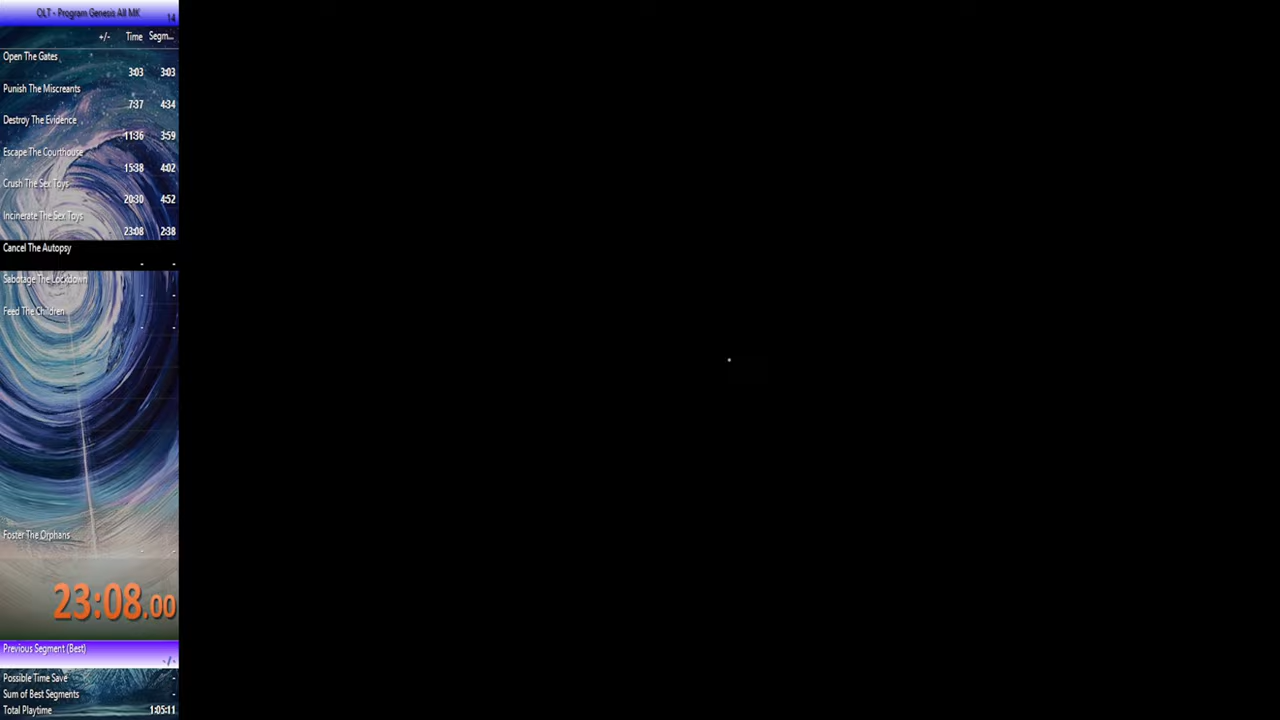 OLT - Program Genesis All MK
14
+/- Time Segm...
Open The Gates
3:03 3:03
Punish The Miscreants
7:37 4:34
Destroy The Evidence
11:36 3:59
Escape The Courthouse
15:38 4:02
Crush The Sex Toys
20:30 4:52
Incinerate The Sex Toys
23:08 2:38
Cancel The Autopsy
- -
Sabotage The Lockdown
- -
Feed The Children
- -
Foster The Orphans
- -
23:08.00
Previous Segment (Best)
-/-
Possible Time Save -
Sum of Best Segments -
Total Playtime 1:05:11